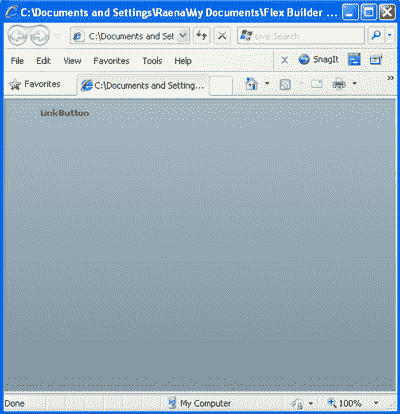 C:\Documents and Settings\Raena\My Documents\Flex Builder ...
C:\Documents and Set
Live Search
File Edit View Favorites Tools Help
X SnagIt
Favorites
C:\Documents and Setting...
LinkButton
Done
My Computer
100%